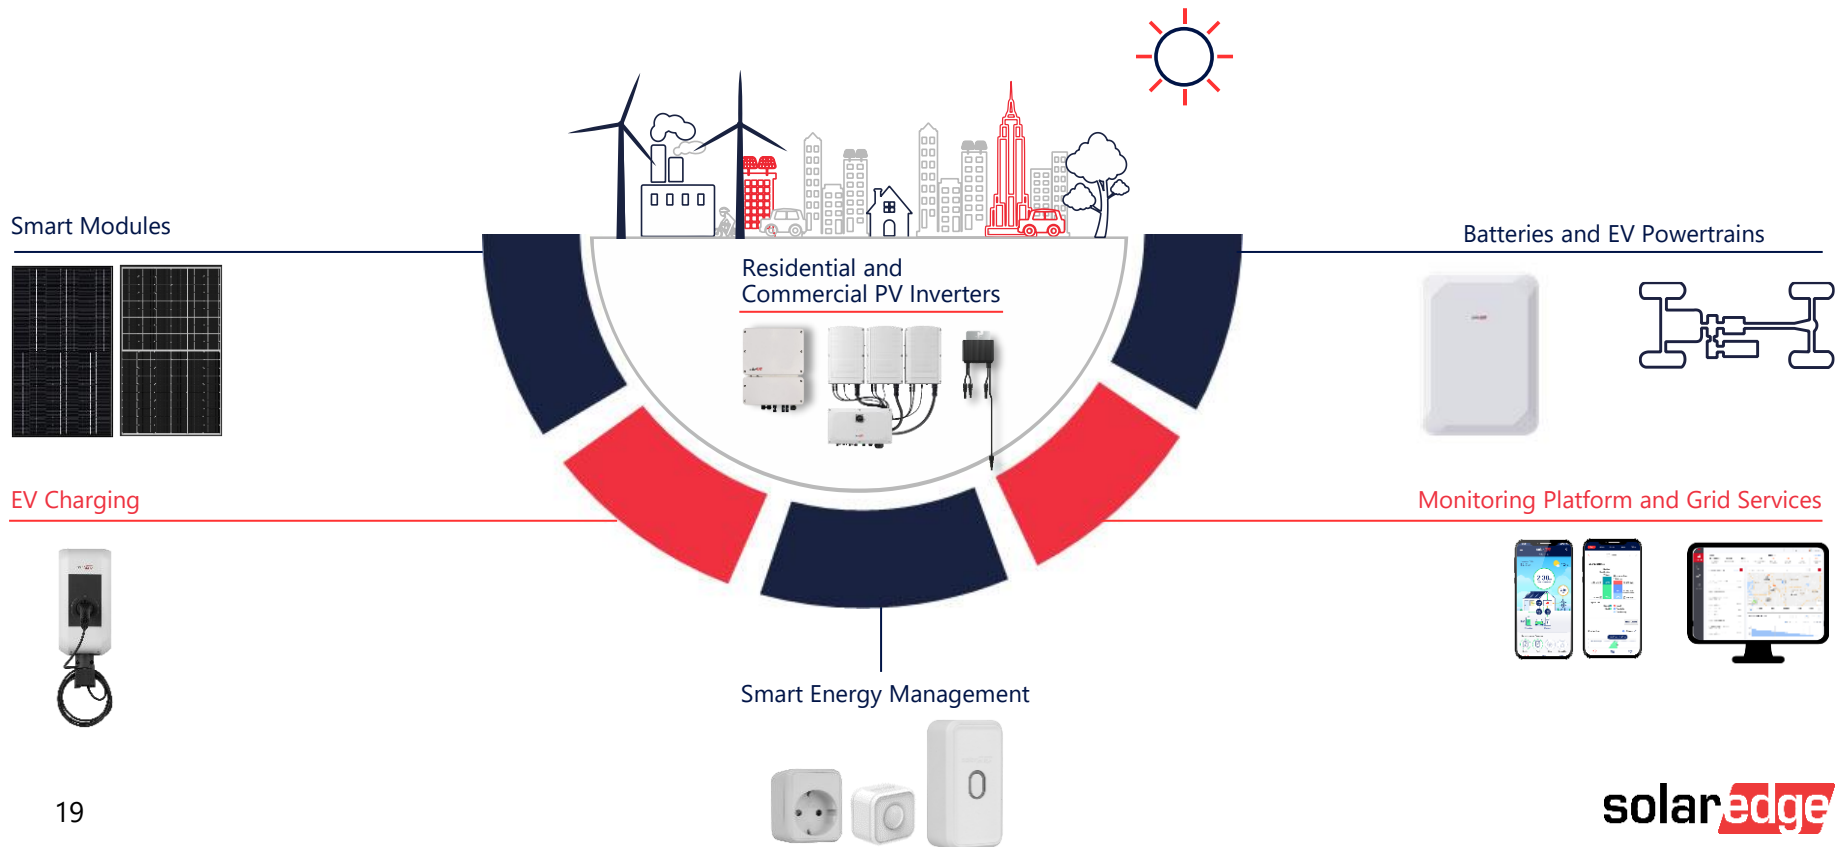 Smart Modules
Batteries and EV Powertrains
Residential and
Commercial PV Inverters
EV Charging
Monitoring Platform and Grid Services
Smart Energy Management
19
solaredge